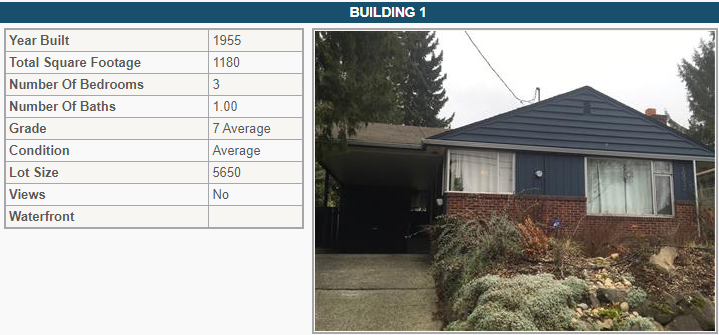 BUILDING 1
Year Built 1955
Total Square Footage 1180
Number Of Bedrooms 3
Number Of Baths 1.00
Grade 7 Average
Condition Average
Lot Size 5650
Views No
Waterfront